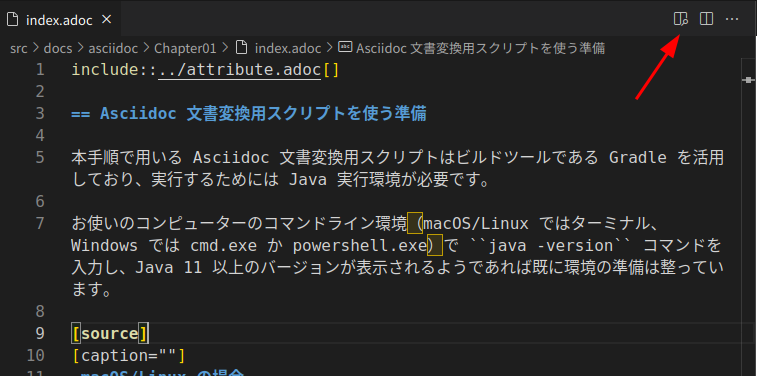 index.adoc ×
src > docs > asciidoc > Chapter01 > index.adoc > Asciidoc 文書変換用スクリプトを使う準備
1 include::../attribute.adoc[]
2
3 == Asciidoc 文書変換用スクリプトを使う準備
4
5 本手順で用いる Asciidoc 文書変換用スクリプトはビルドツールである Gradle を活用
しており、実行するためには Java 実行環境が必要です。
6
7 お使いのコンピューターのコマンドライン環境（macOS/Linux ではターミナル、
Windows では cmd.exe か powershell.exe）で ``java -version`` コマンドを
入力し、Java 11 以上のバージョンが表示されるようであれば既に環境の準備は整ってい
ます。
8
9 [source]
10 [caption=""]
11 .macOS/Linux の場合